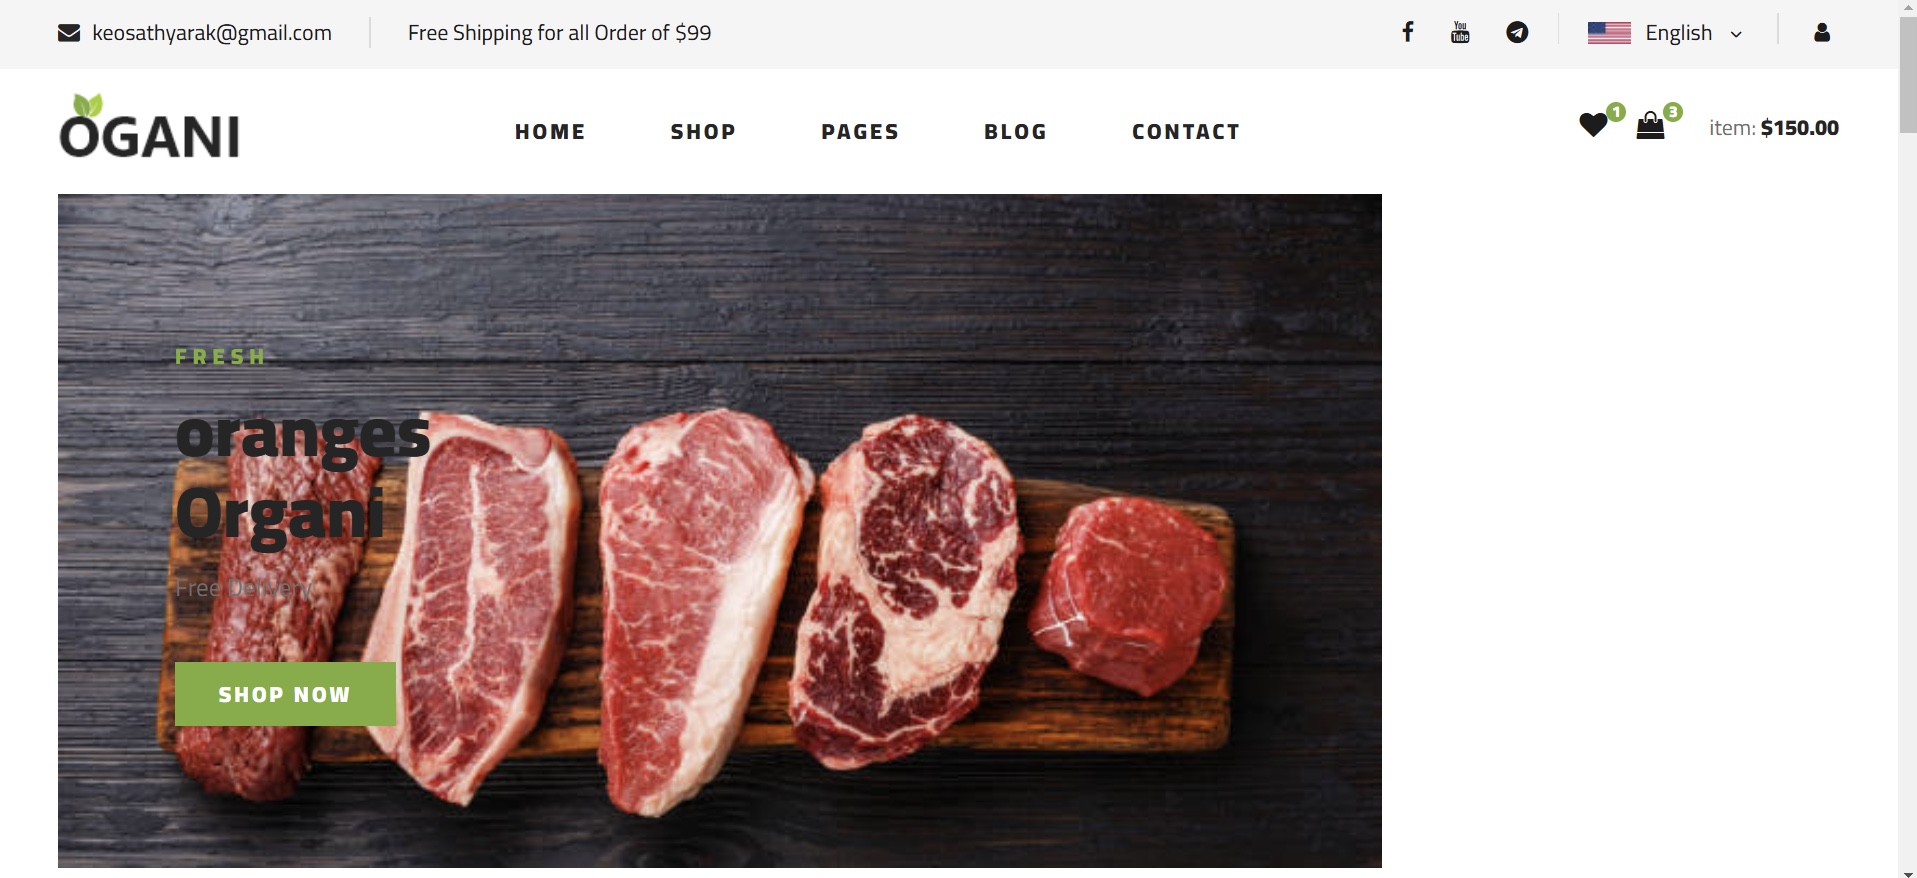 keosathyarak@gmail.com
Free Shipping for all Order of $99
You
Tube
English
OGANI
HOME
SHOP
PAGES
BLOG
CONTACT
1
3
item: $150.00
FRESH
oranges
Organi
Free Delivery
SHOP NOW